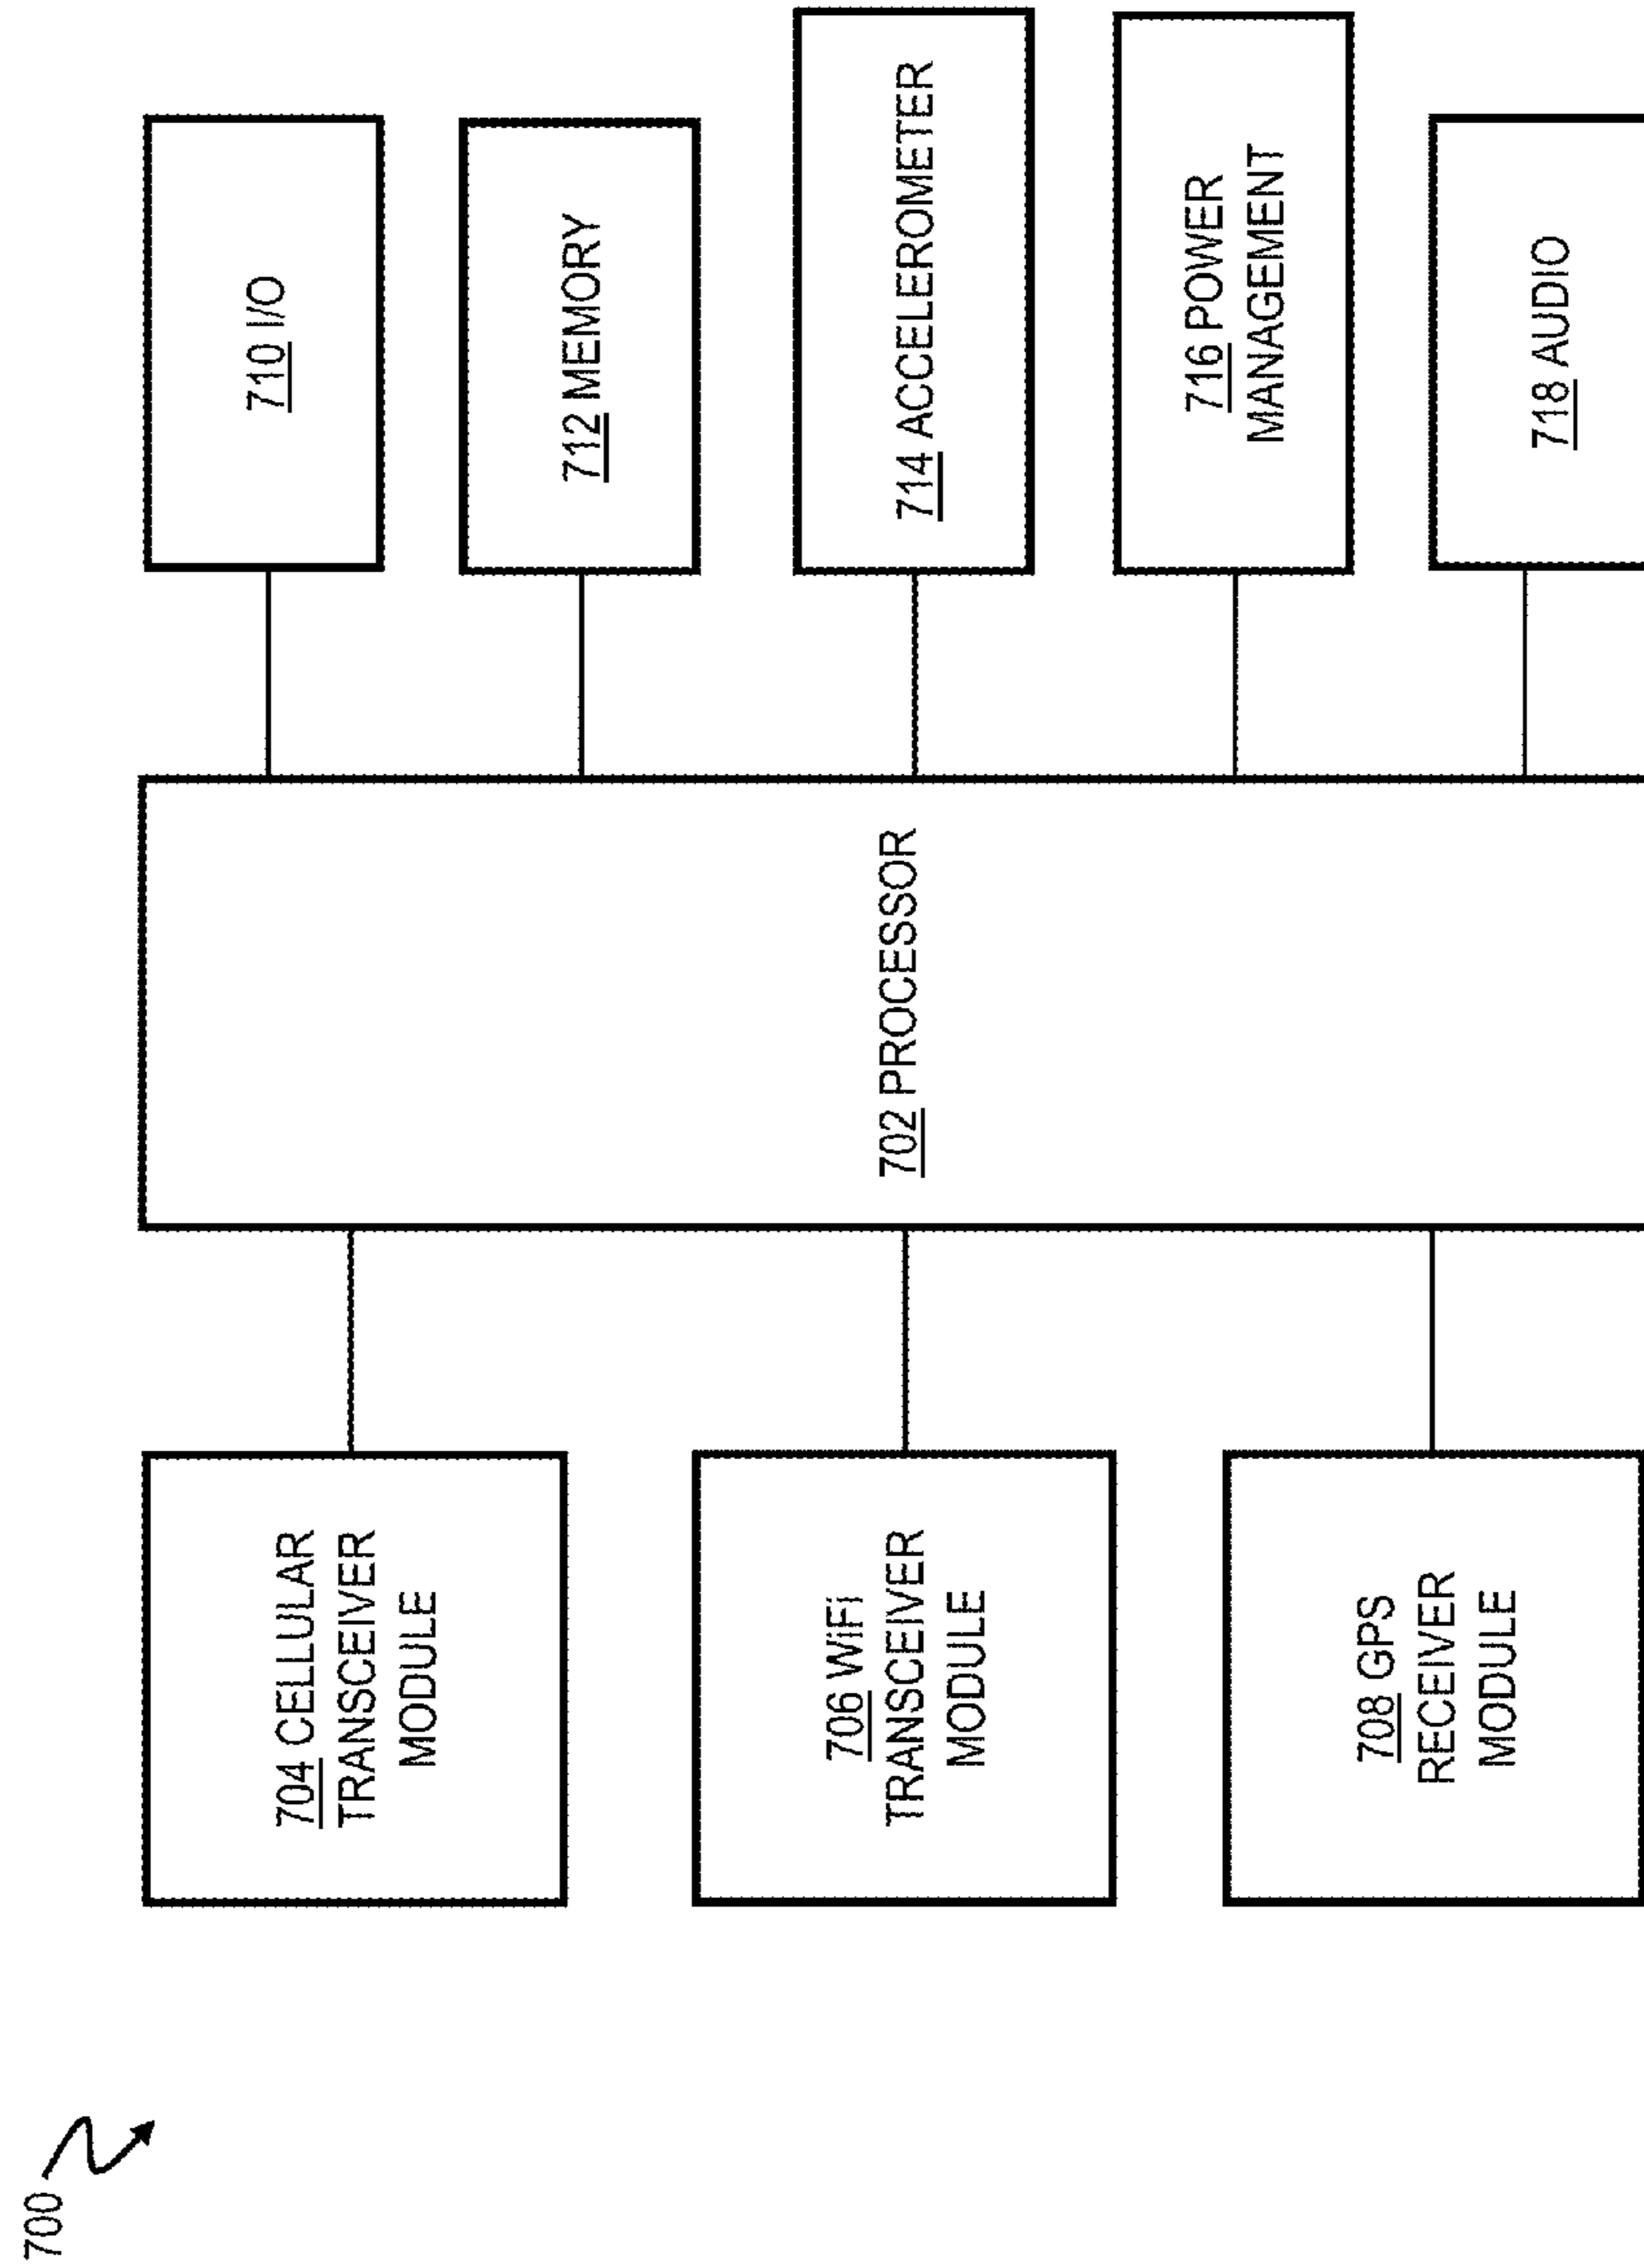 700
704 CELLULAR
TRANSCEIVER
MODULE
706 WiFi
TRANSCEIVER
MODULE
708 GPS
RECEIVER
MODULE
702 PROCESSOR
710 I/O
712 MEMORY
714 ACCELEROMETER
716 POWER
MANAGEMENT
718 AUDIO